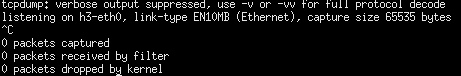 tcpdump: verbose output suppressed, use -v or -vv for full protocol decode
listening on h3-eth0, link-type EN10MB (Ethernet), capture size 65535 bytes
^C
0 packets captured
0 packets received by filter
0 packets dropped by kernel